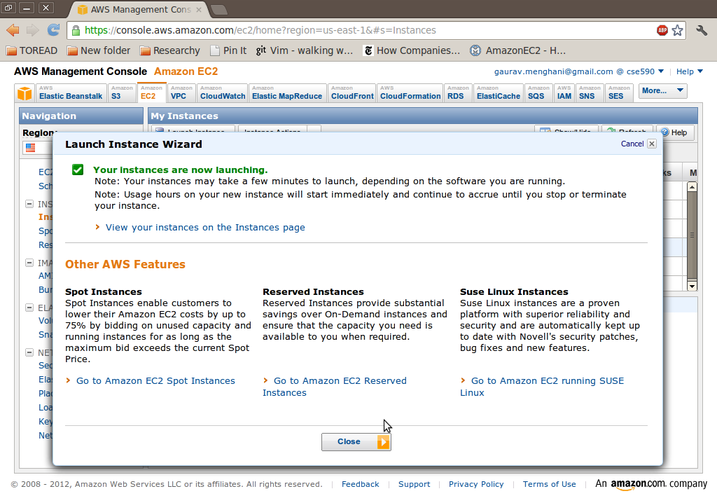 AWS Management Cons
https://console.aws.amazon.com/ec2/home?region=us-east-1&#s=Instances
TOREAD New folder Researchy Pin It git Vim - walking w... How Companies... AmazonEC2 - H...
AWS Management Console Amazon EC2
gaurav.menghani@gmail.com @ cse590 Help
AWS Elastic Beanstalk Amazon S3 Amazon EC2 Amazon VPC Amazon CloudWatch Amazon Elastic MapReduce Amazon CloudFront AWS CloudFormation Amazon RDS Amazon ElastiCache Amazon SQS AWS IAM Amazon SNS Amazon SES More...
Navigation
My Instances
Region:
Launch Instance Instance Actions Show/Hide Refresh Help
Launch Instance Wizard
Cancel
Your instances are now launching.
Note: Your instances may take a few minutes to launch, depending on the software you are running.
Note: Usage hours on your new instance will start immediately and continue to accrue until you stop or terminate
your instance.
View your instances on the Instances page
Other AWS Features
Spot Instances
Spot Instances enable customers to
lower their Amazon EC2 costs by up to
75% by bidding on unused capacity and
running instances for as long as the
maximum bid exceeds the current Spot
Price.
Go to Amazon EC2 Spot Instances
Reserved Instances
Reserved Instances provide substantial
savings over On-Demand instances and
ensure that the capacity you need is
available to you when required.
Go to Amazon EC2 Reserved
Instances
Suse Linux Instances
Suse Linux instances are a proven
platform with superior reliability and
security and are automatically kept up
to date with Novell's security patches,
bug fixes and new features.
Go to Amazon EC2 running SUSE
Linux
Close
© 2008 - 2012, Amazon Web Services LLC or its affiliates. All rights reserved. Feedback Support Privacy Policy Terms of Use An amazon.com company